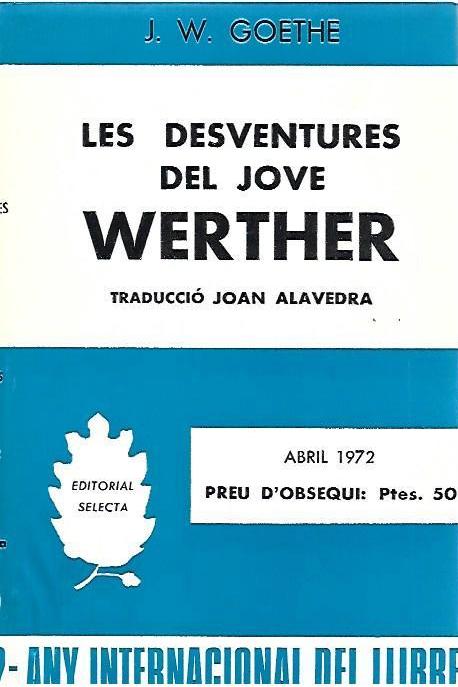 J. W. GOETHE
LES DESVENTURES
DEL JOVE
WERTHER
TRADUCCIÓ JOAN ALAVEDRA
ABRIL 1972
PREU D'OBSEQUI: Ptes. 50
EDITORIAL
SELECTA
- ANY INTERNACIONAL DEL LLIBRE